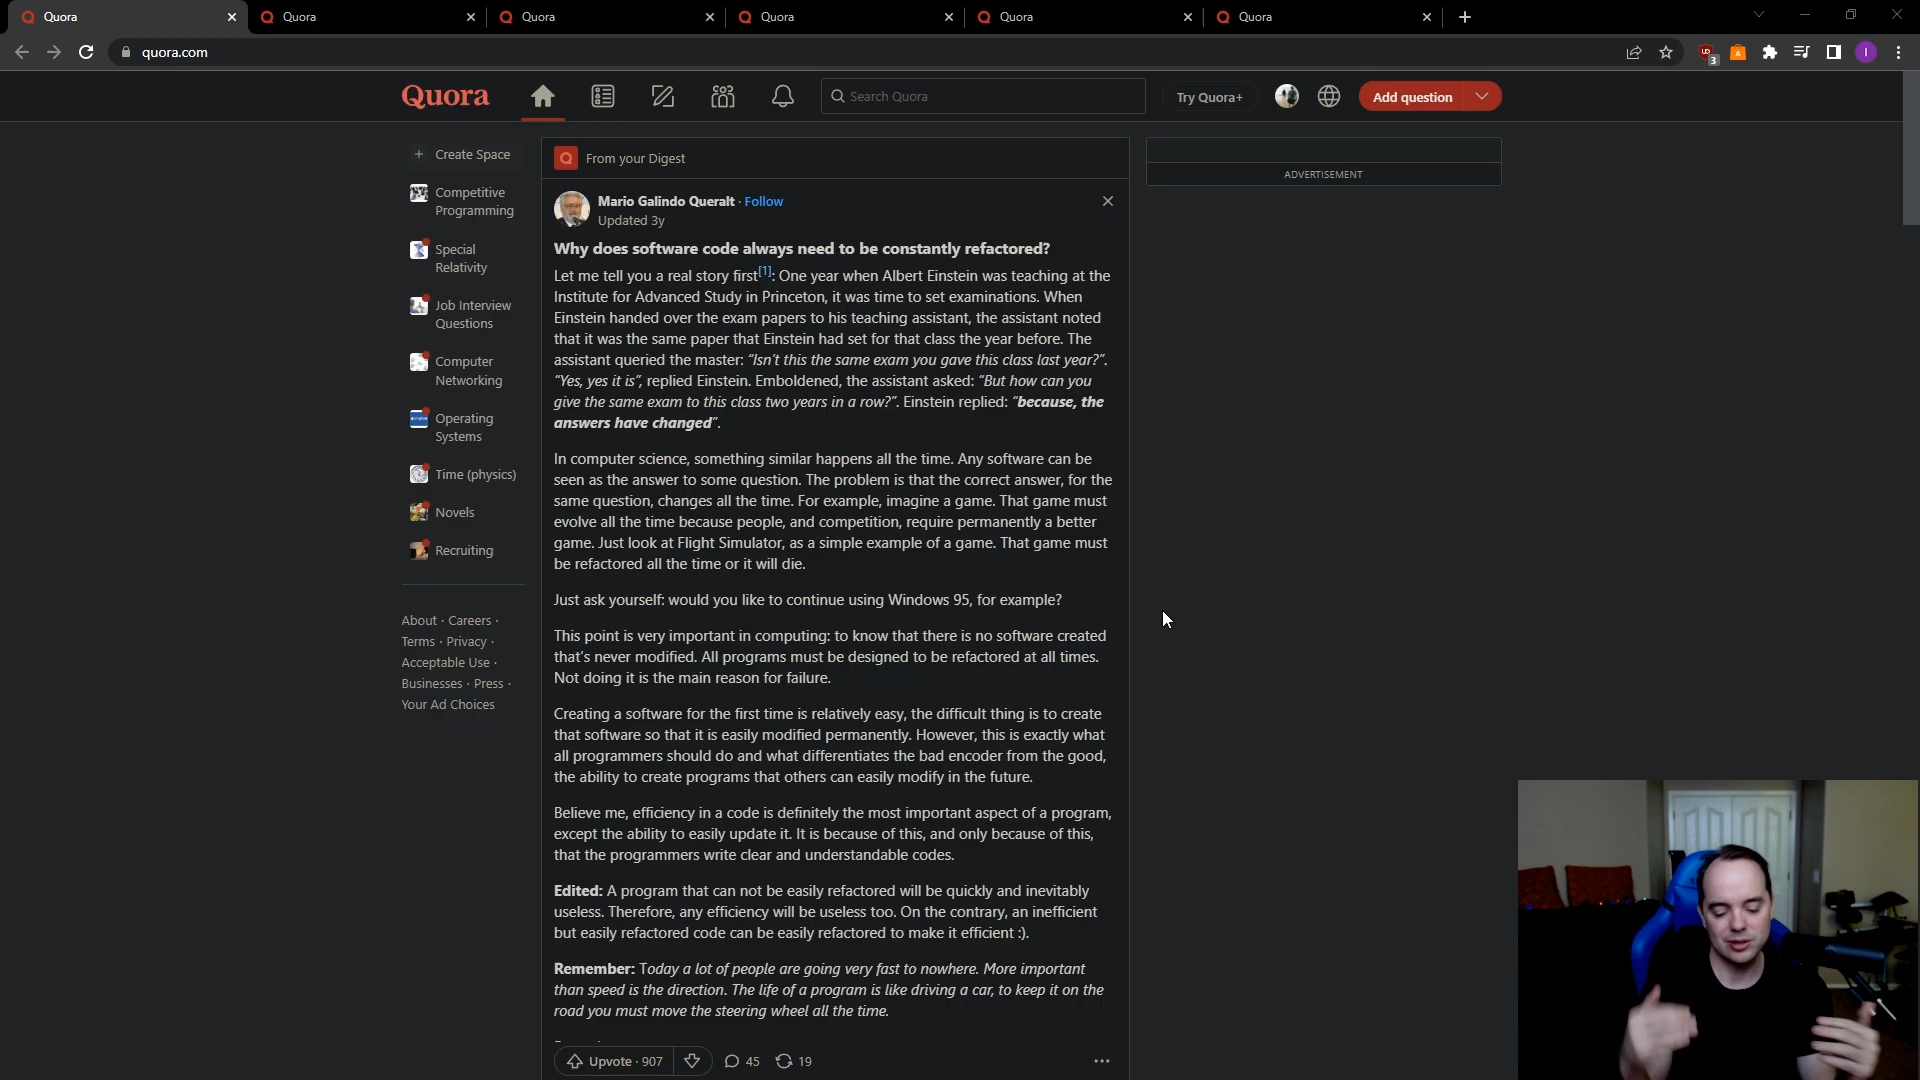 Quora
Quora
Quora
Quora
Quora
Quora
quora.com
3
I
Quora
Search Quora
Try Quora+
Add question
+ Create Space
Competitive
Programming
Special
Relativity
Job Interview
Questions
Computer
Networking
Operating
Systems
Time (physics)
Novels
Recruiting
About · Careers ·
Terms · Privacy ·
Acceptable Use ·
Businesses · Press ·
Your Ad Choices
From your Digest
Mario Galindo Queralt · Follow
Updated 3y
Why does software code always need to be constantly refactored?
Let me tell you a real story first[1]: One year when Albert Einstein was teaching at the
Institute for Advanced Study in Princeton, it was time to set examinations. When
Einstein handed over the exam papers to his teaching assistant, the assistant noted
that it was the same paper that Einstein had set for that class the year before. The
assistant queried the master: “Isn’t this the same exam you gave this class last year?”.
“Yes, yes it is”, replied Einstein. Emboldened, the assistant asked: “But how can you
give the same exam to this class two years in a row?”. Einstein replied: “because, the
answers have changed”.
In computer science, something similar happens all the time. Any software can be
seen as the answer to some question. The problem is that the correct answer, for the
same question, changes all the time. For example, imagine a game. That game must
evolve all the time because people, and competition, require permanently a better
game. Just look at Flight Simulator, as a simple example of a game. That game must
be refactored all the time or it will die.
Just ask yourself: would you like to continue using Windows 95, for example?
This point is very important in computing: to know that there is no software created
that’s never modified. All programs must be designed to be refactored at all times.
Not doing it is the main reason for failure.
Creating a software for the first time is relatively easy, the difficult thing is to create
that software so that it is easily modified permanently. However, this is exactly what
all programmers should do and what differentiates the bad encoder from the good,
the ability to create programs that others can easily modify in the future.
Believe me, efficiency in a code is definitely the most important aspect of a program,
except the ability to easily update it. It is because of this, and only because of this,
that the programmers write clear and understandable codes.
Edited: A program that can not be easily refactored will be quickly and inevitably
useless. Therefore, any efficiency will be useless too. On the contrary, an inefficient
but easily refactored code can be easily refactored to make it efficient :).
Remember: Today a lot of people are going very fast to nowhere. More important
than speed is the direction. The life of a program is like driving a car, to keep it on the
road you must move the steering wheel all the time.
Upvote · 907
45
19
ADVERTISEMENT